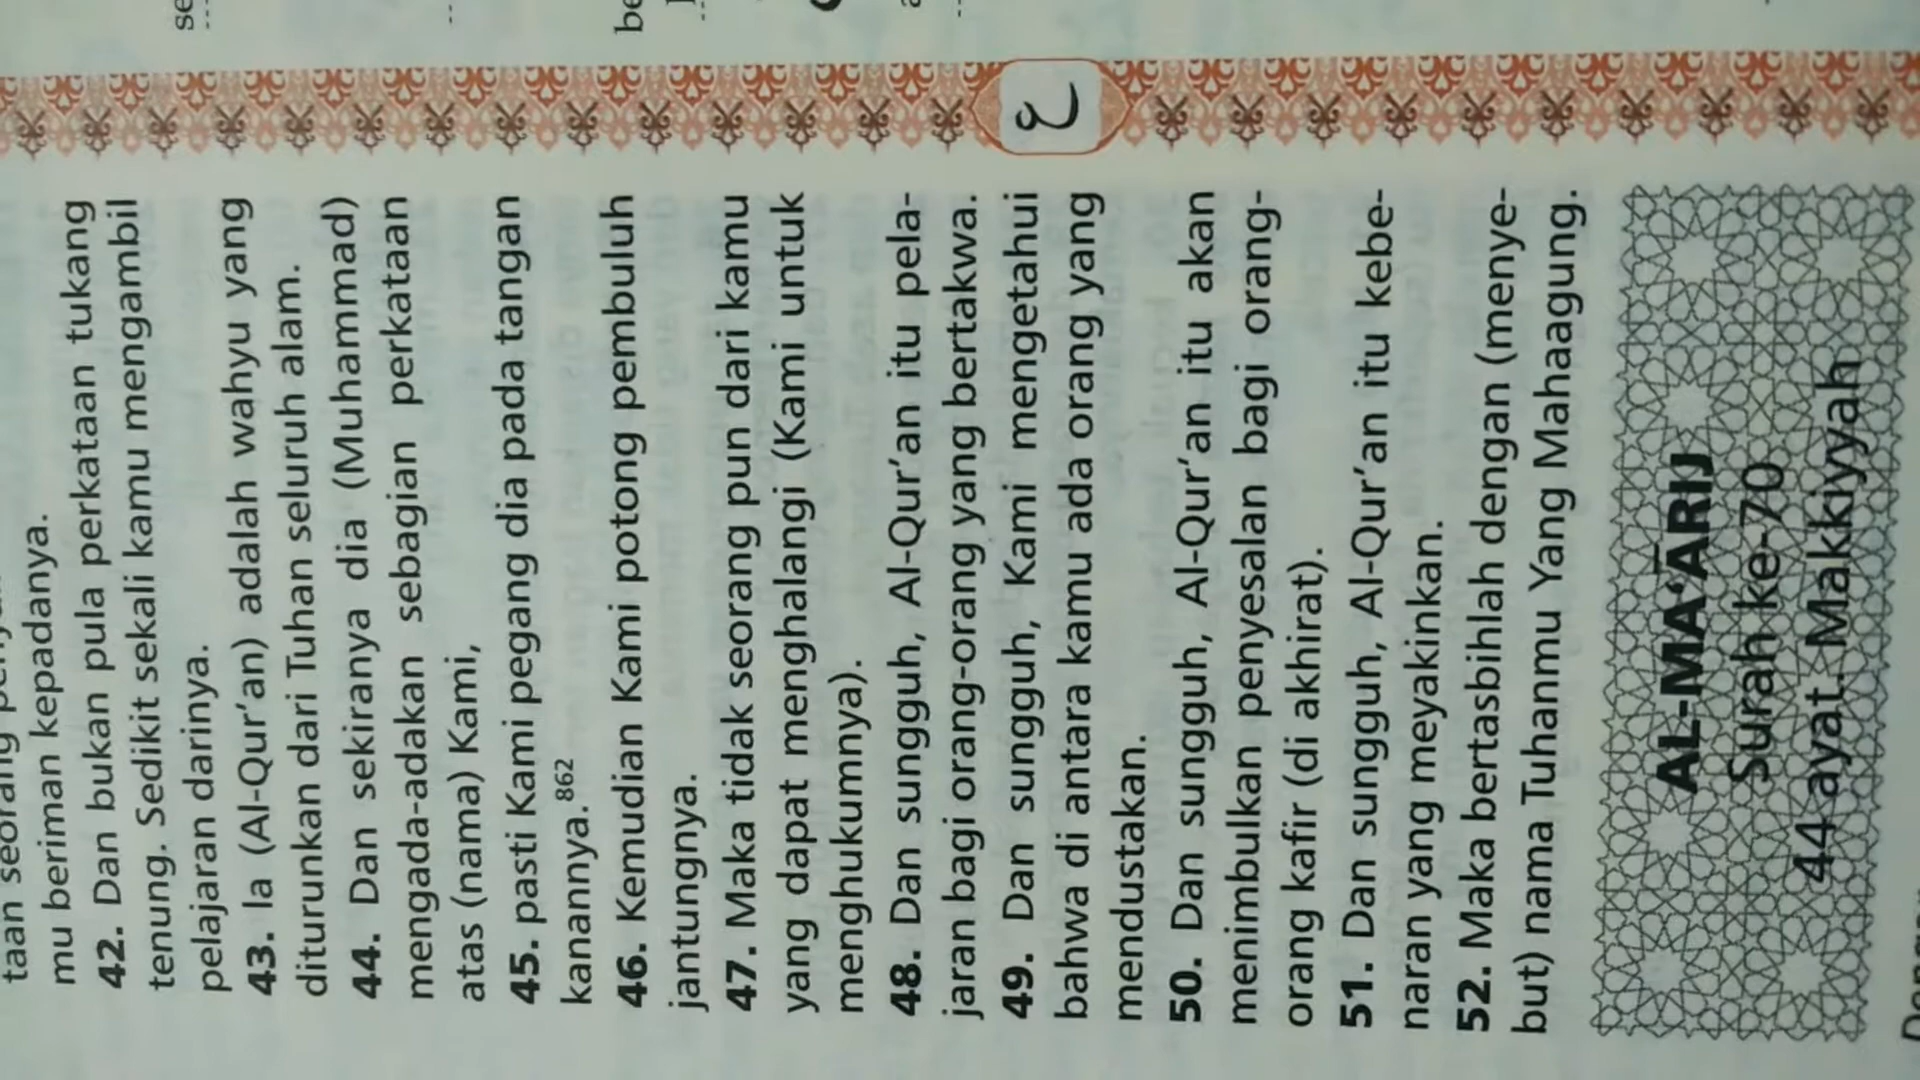 taan seorang
mu beriman kepadanya.
42. Dan bukan pula perkataan tukang
tenung. Sedikit sekali kamu mengambil
pelajaran darinya.
43. Ia (Al-Qur'an) adalah wahyu yang
diturunkan dari Tuhan seluruh alam.
44. Dan sekiranya dia (Muhammad)
mengada-adakan sebagian perkataan
atas (nama) Kami,
45. pasti Kami pegang dia pada tangan
kanannya.862
46. Kemudian Kami potong pembuluh
jantungnya.
47. Maka tidak seorang pun dari kamu
yang dapat menghalangi (Kami untuk
menghukumnya).
48. Dan sungguh, Al-Qur'an itu pela-
jaran bagi orang-orang yang bertakwa.
49. Dan sungguh, Kami mengetahui
bahwa di antara kamu ada orang yang
mendustakan.
50. Dan sungguh, Al-Qur'an itu akan
menimbulkan penyesalan bagi orang-
orang kafir (di akhirat).
51. Dan sungguh, Al-Qur'an itu kebe-
naran yang meyakinkan.
52. Maka bertasbihlah dengan (menye-
but) nama Tuhanmu Yang Mahaagung.
ع
AL-MA'ĀRIJ
Surah ke-70
44 ayat. Makkiyyah